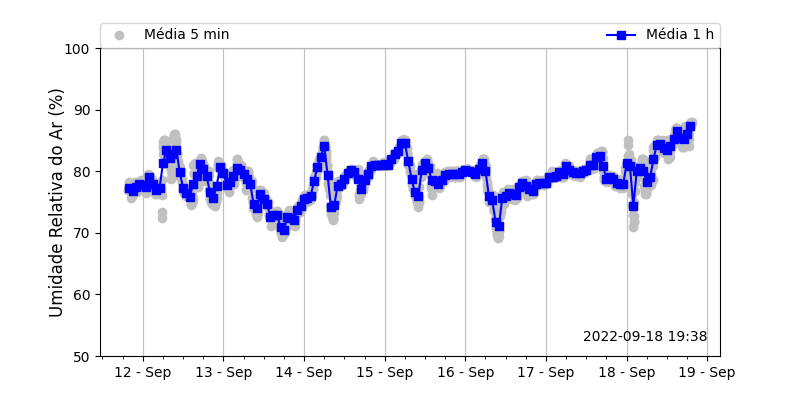 Média 5 min
Média 1 h
Umidade Relativa do Ar (%)
100
90
80
70
60
50
2022-09-18 19:38
12 - Sep
13 - Sep
14 - Sep
15 - Sep
16 - Sep
17 - Sep
18 - Sep
19 - Sep